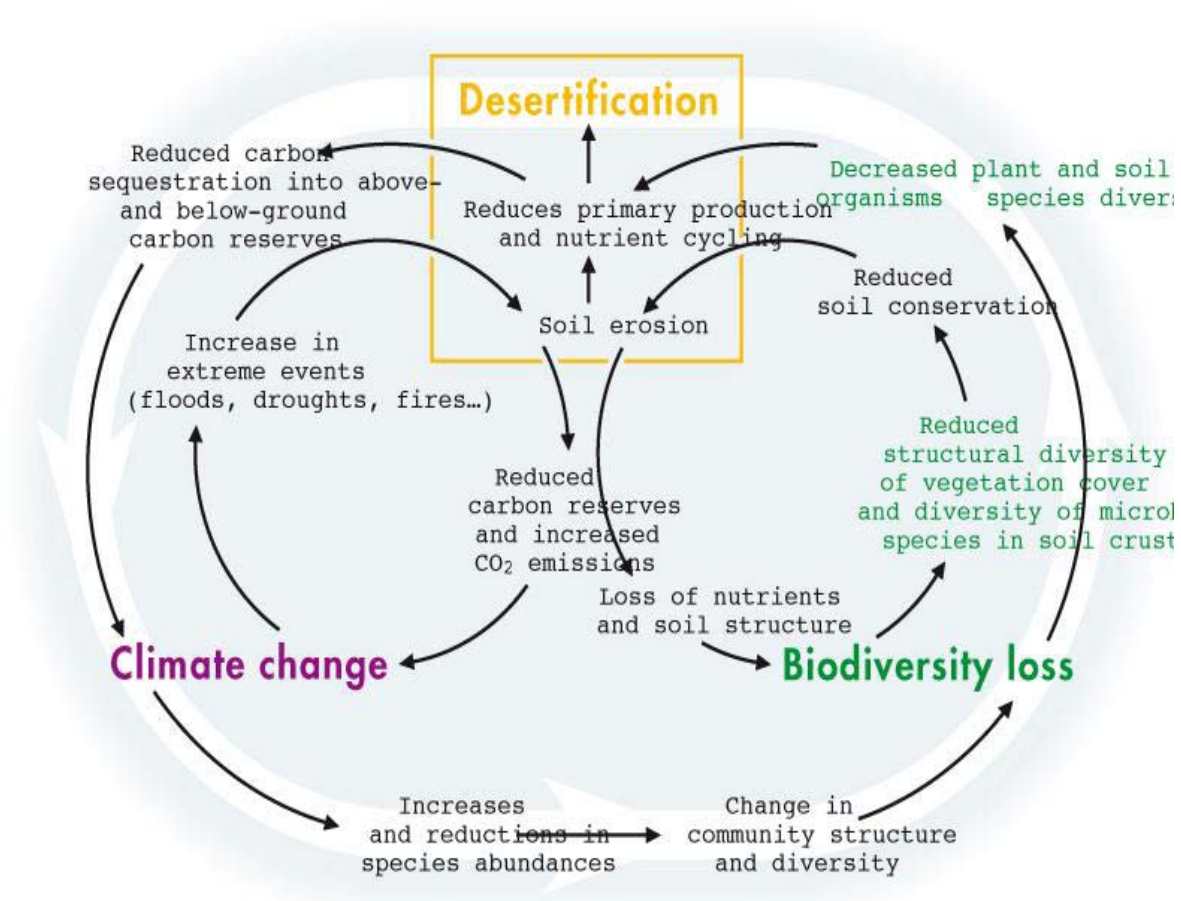 Desertification
Reduced carbon
sequestration into above-
and below-ground
carbon reserves
Decreased plant and soil
organisms species
Reduces primary production
and nutrient cycling
Reduced
soil conservation
Soil erosion
Increase in
extreme events
(floods, droughts, fires…)
Reduced
structural diversity
of vegetation cover
and diversity of
species in soil
Reduced
carbon reserves
and increased
CO₂ emissions
Loss of nutrients
and soil structure
Climate change
Biodiversity loss
Increases
and reductions in
species abundances
Change in
community structure
and diversity